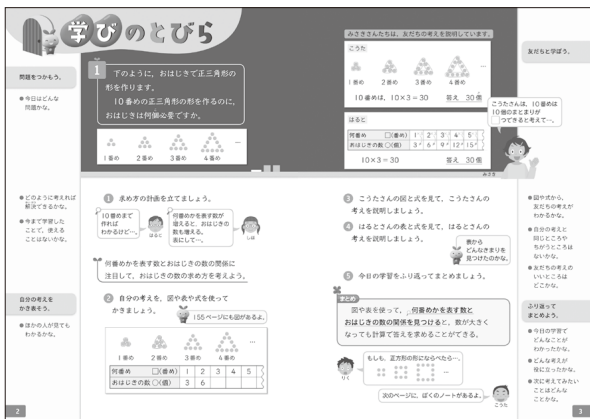 学びのとびら
問題をつかもう。
●今日はどんな
問題かな。
●どのように考えれば
解決できるかな。
●今まで学習した
ことで、使える
ことはないかな。
自分の考えを
かき表そう。
●ほかの人が見ても
わかるかな。
1
下のように、おはじきで正三角形の
形を作ります。
10番めの正三角形の形を作るのに、
おはじきは何個必要ですか。
1番め 2番め 3番め 4番め …
1 求め方の計画を立てましょう。
10番めまで
作れば
わかるけど…。
はると
何番めかを表す数が
増えると、おはじきの
数も増える。
表にして…。
しほ
何番めかを表す数とおはじきの数の関係に
注目して、おはじきの数の求め方を考えよう。
2 自分の考えを、図や表や式を使って
かきましょう。
155ページにも図があるよ。
1番め 2番め 3番め 4番め …
何番め □(番め) 1 2 3 4 5
おはじきの数 ○(個) 3 6
2
みさきさんたちは、友だちの考えを説明しています。
こうた
1番め 2番め 3番め 4番め …
10番めは、10×3=30 答え 30個
はると
何番め □(番め) 1 2 3 4 5
おはじきの数 ○(個) 3 6 9 12 15
10×3=30 答え 30個
こうたさんは、10番めは
10個のまとまりが
□つできると考えて…。
みさき
3 こうたさんの図と式を見て、こうたさんの
考えを説明しましょう。
4 はるとさんの表と式を見て、はるとさんの
考えを説明しましょう。
表から
どんなきまりを
見つけたのかな。
5 今日の学習をふり返ってまとめましょう。
まとめ
図や表を使って、何番めかを表す数と
おはじきの数の関係を見つけると、数が大きく
なっても計算で答えを求めることができる。
もしも、正方形の形にならべたら…。
りく
次のページに、ぼくのノートがあるよ。
こうた
友だちと学ぼう。
●図や式から、
友だちの考えが
わかるかな。
●自分の考えと
同じところや
ちがうところは
ないかな。
●友だちの考えの
いいところは
どこかな。
ふり返って
まとめよう。
●今日の学習で
どんなことが
わかったかな。
●どんな考えが
役に立ったかな。
●次に考えてみたい
ことはどんな
ことかな。
3